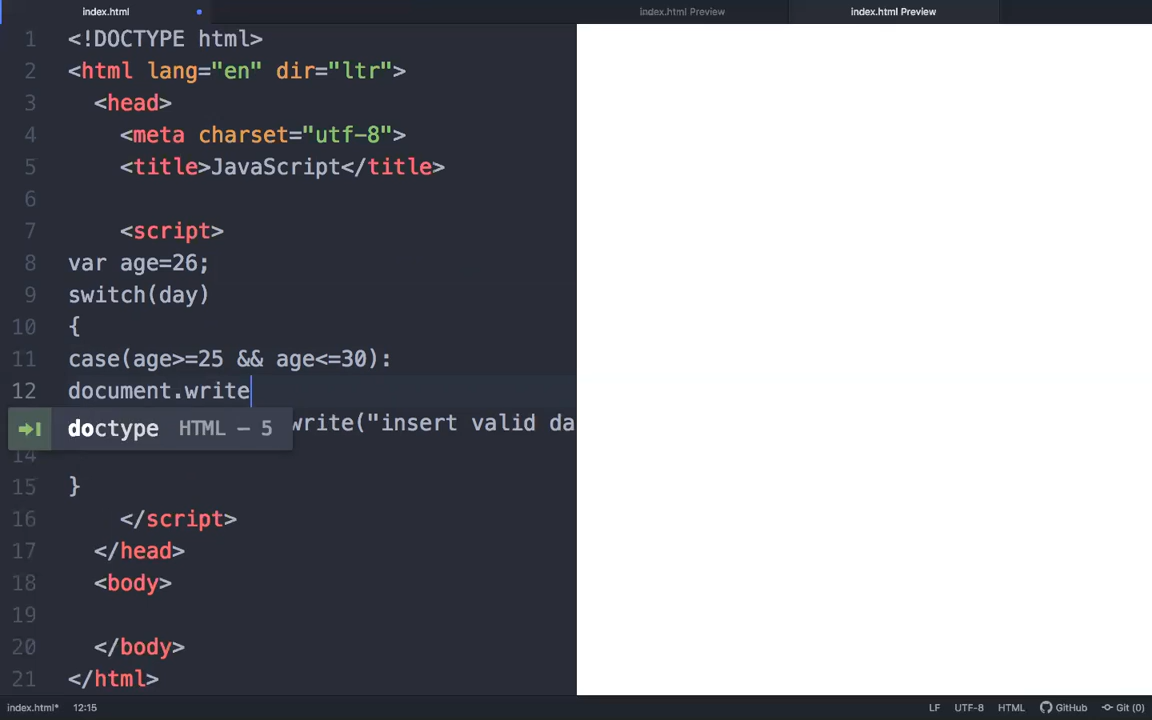 index.html
index.html Preview
index.html Preview
1 <!DOCTYPE html>
2 <html lang="en" dir="ltr">
3 <head>
4 <meta charset="utf-8">
5 <title>JavaScript</title>
6
7 <script>
8 var age=26;
9 switch(day)
10 {
11 case(age>=25 && age<=30):
12 document.write
write("insert valid da
doctype HTML — 5
14
15 }
16 </script>
17 </head>
18 <body>
19
20 </body>
21 </html>
index.html* 12:15 LF UTF-8 HTML GitHub Git (0)